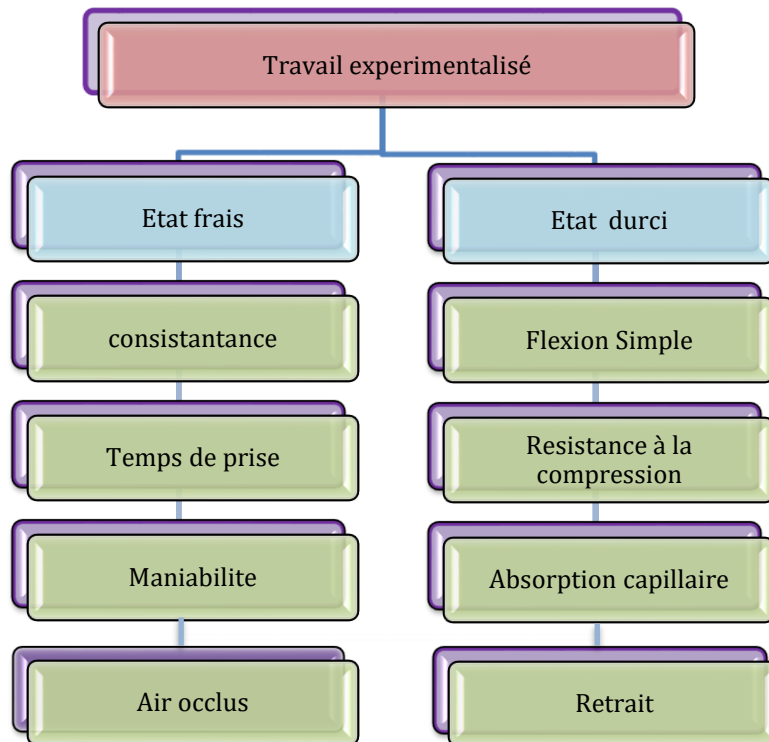 Travail experimentalisé
Etat frais
Etat durci
consistantance
Flexion Simple
Temps de prise
Resistance à la
compression
Maniabilite
Absorption capillaire
Air occlus
Retrait